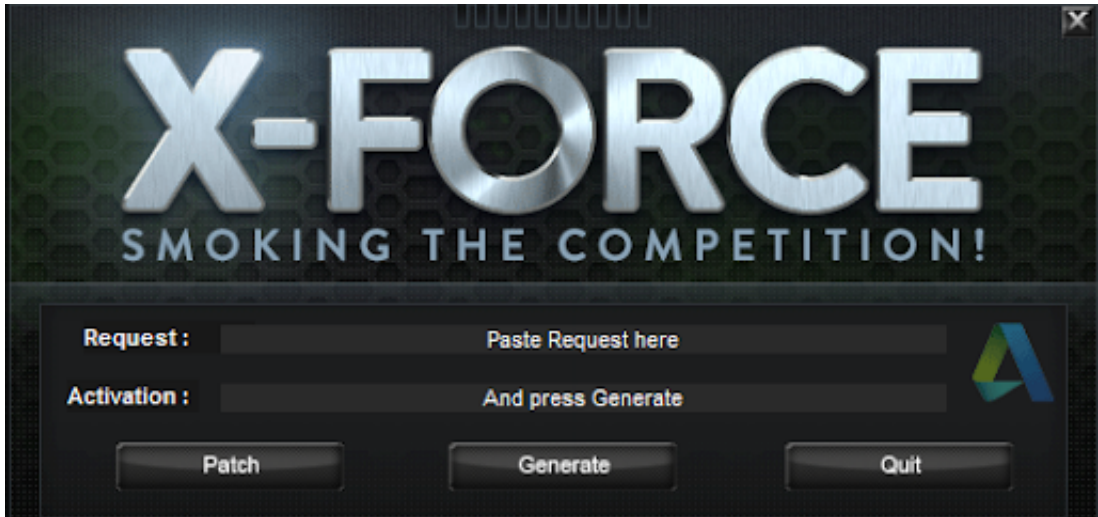 X
X-FORCE
SMOKING THE COMPETITION!
Request : Paste Request here
Activation : And press Generate
Patch Generate Quit